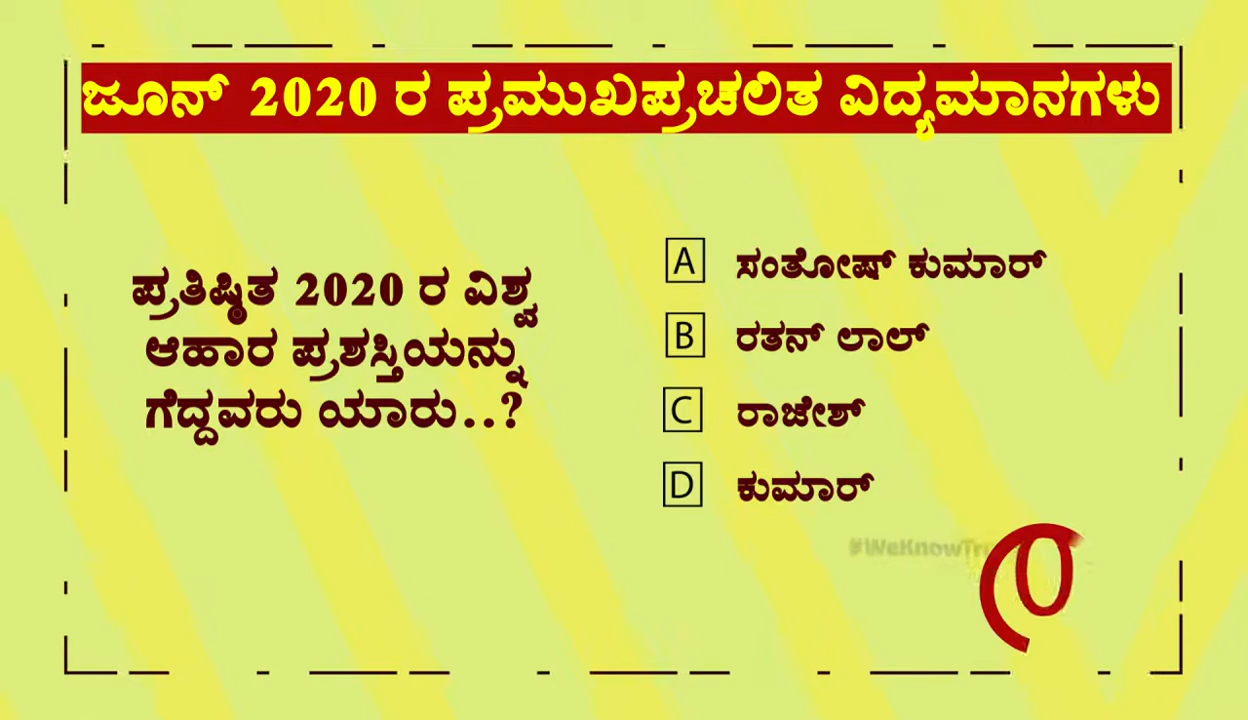 ಜೂನ್ 2020 ರ ಪ್ರಮುಖಪ್ರಚಲಿತ ವಿದ್ಯಮಾನಗಳು
ಪ್ರತಿಷ್ಠಿತ 2020 ರ ವಿಶ್ವ
ಆಹಾರ ಪ್ರಶಸ್ತಿಯನ್ನು
ಗೆದ್ದವರು ಯಾರು..?
A ಸಂತೋಷ್ ಕುಮಾರ್
B ರತನ್ ಲಾಲ್
C ರಾಜೇಶ್
D ಕುಮಾರ್